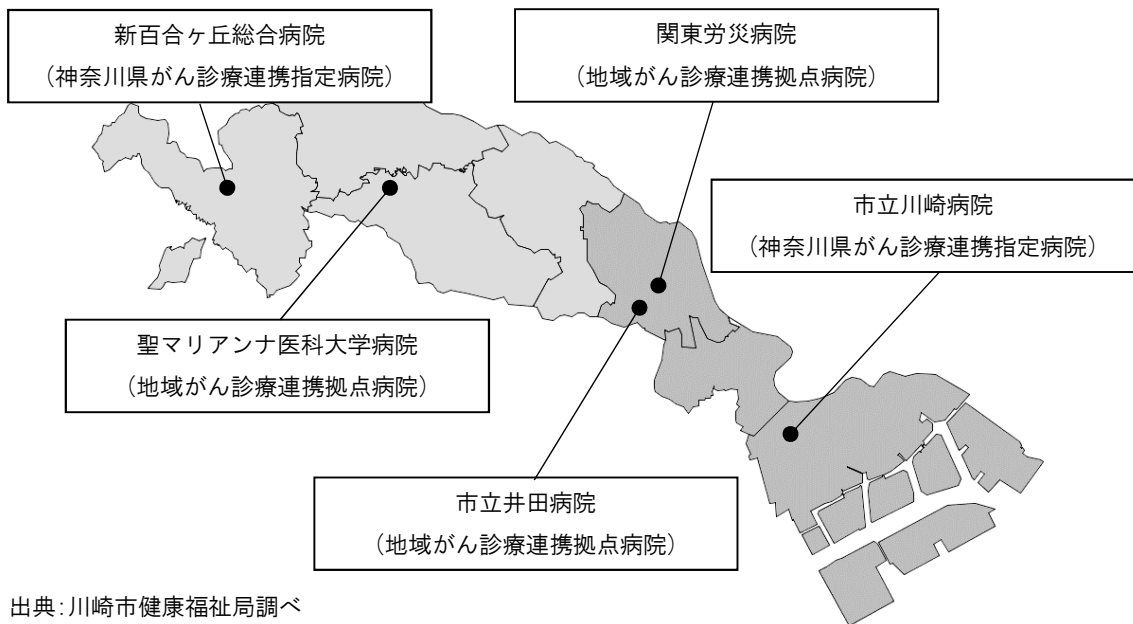 新百合ヶ丘総合病院
（神奈川県がん診療連携指定病院）
関東労災病院
（地域がん診療連携拠点病院）
市立川崎病院
（神奈川県がん診療連携指定病院）
聖マリアンナ医科大学病院
（地域がん診療連携拠点病院）
市立井田病院
（地域がん診療連携拠点病院）
出典：川崎市健康福祉局調べ